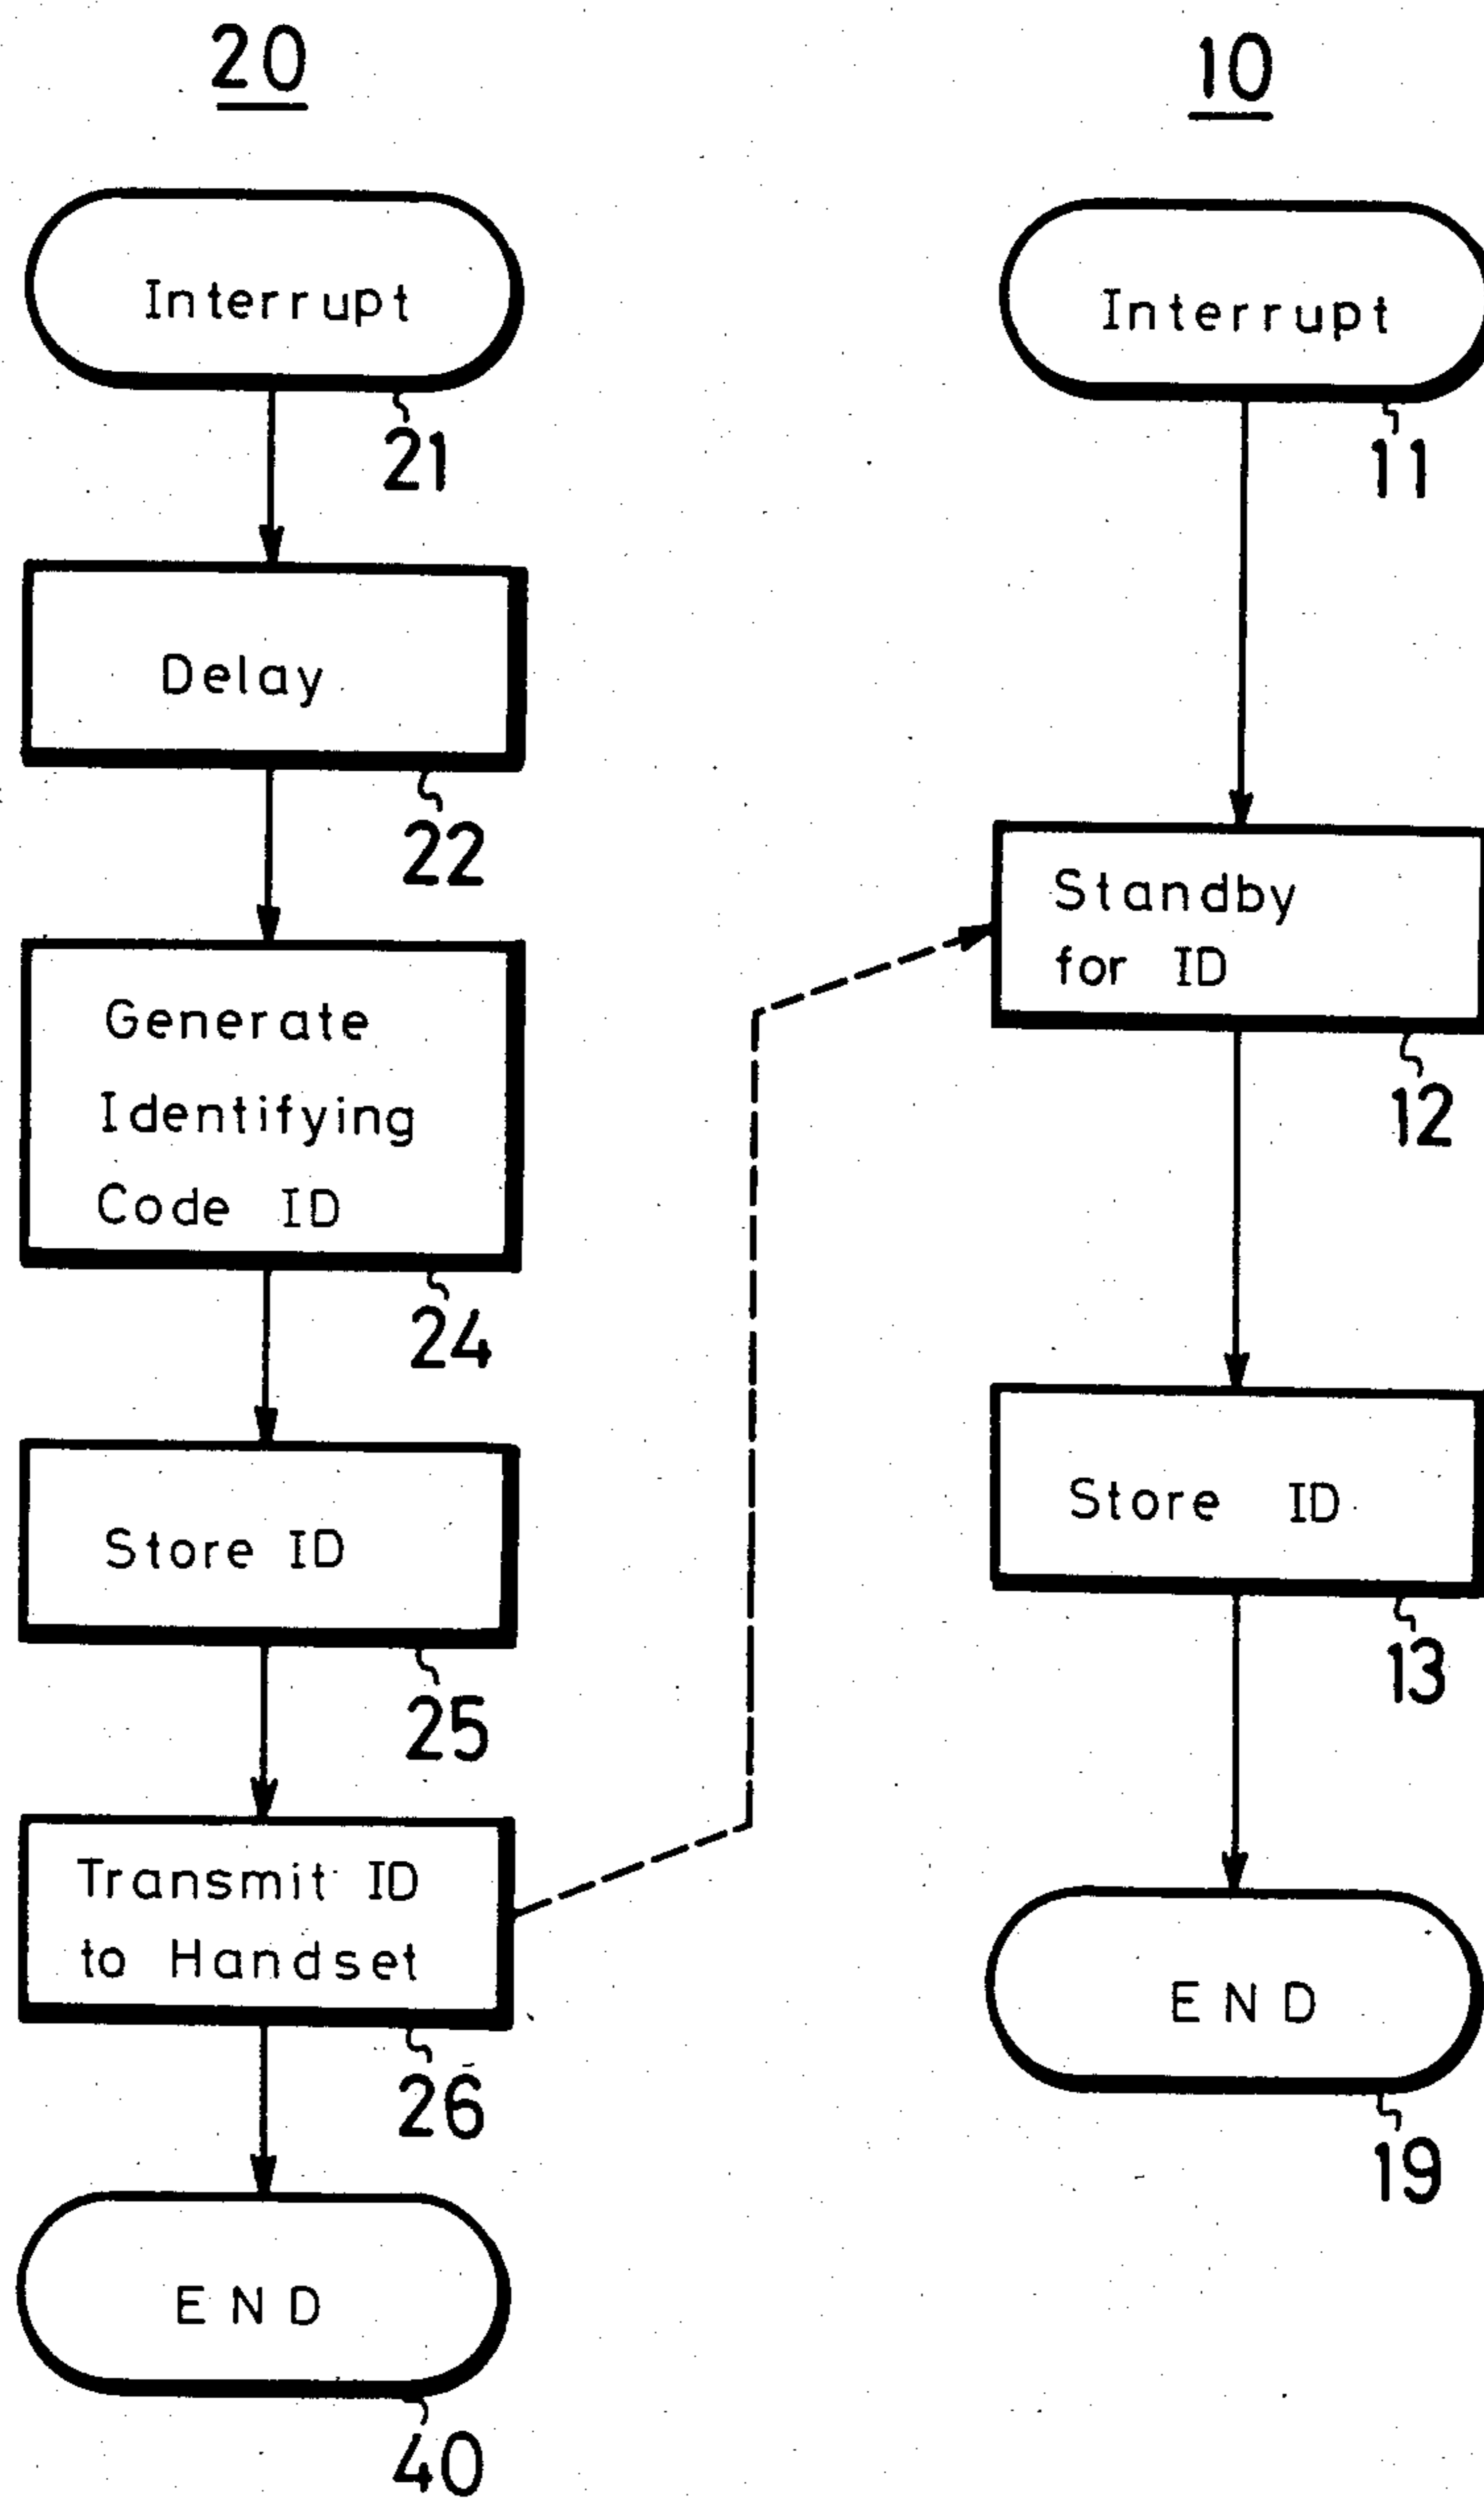 20
Interrupt
21
Delay
22
Generate
Identifying
Code ID
24
Store ID
25
Transmit ID
to Handset
26
END
40
10
Interrupt
11
Standby
for ID
12
Store ID
13
END
19